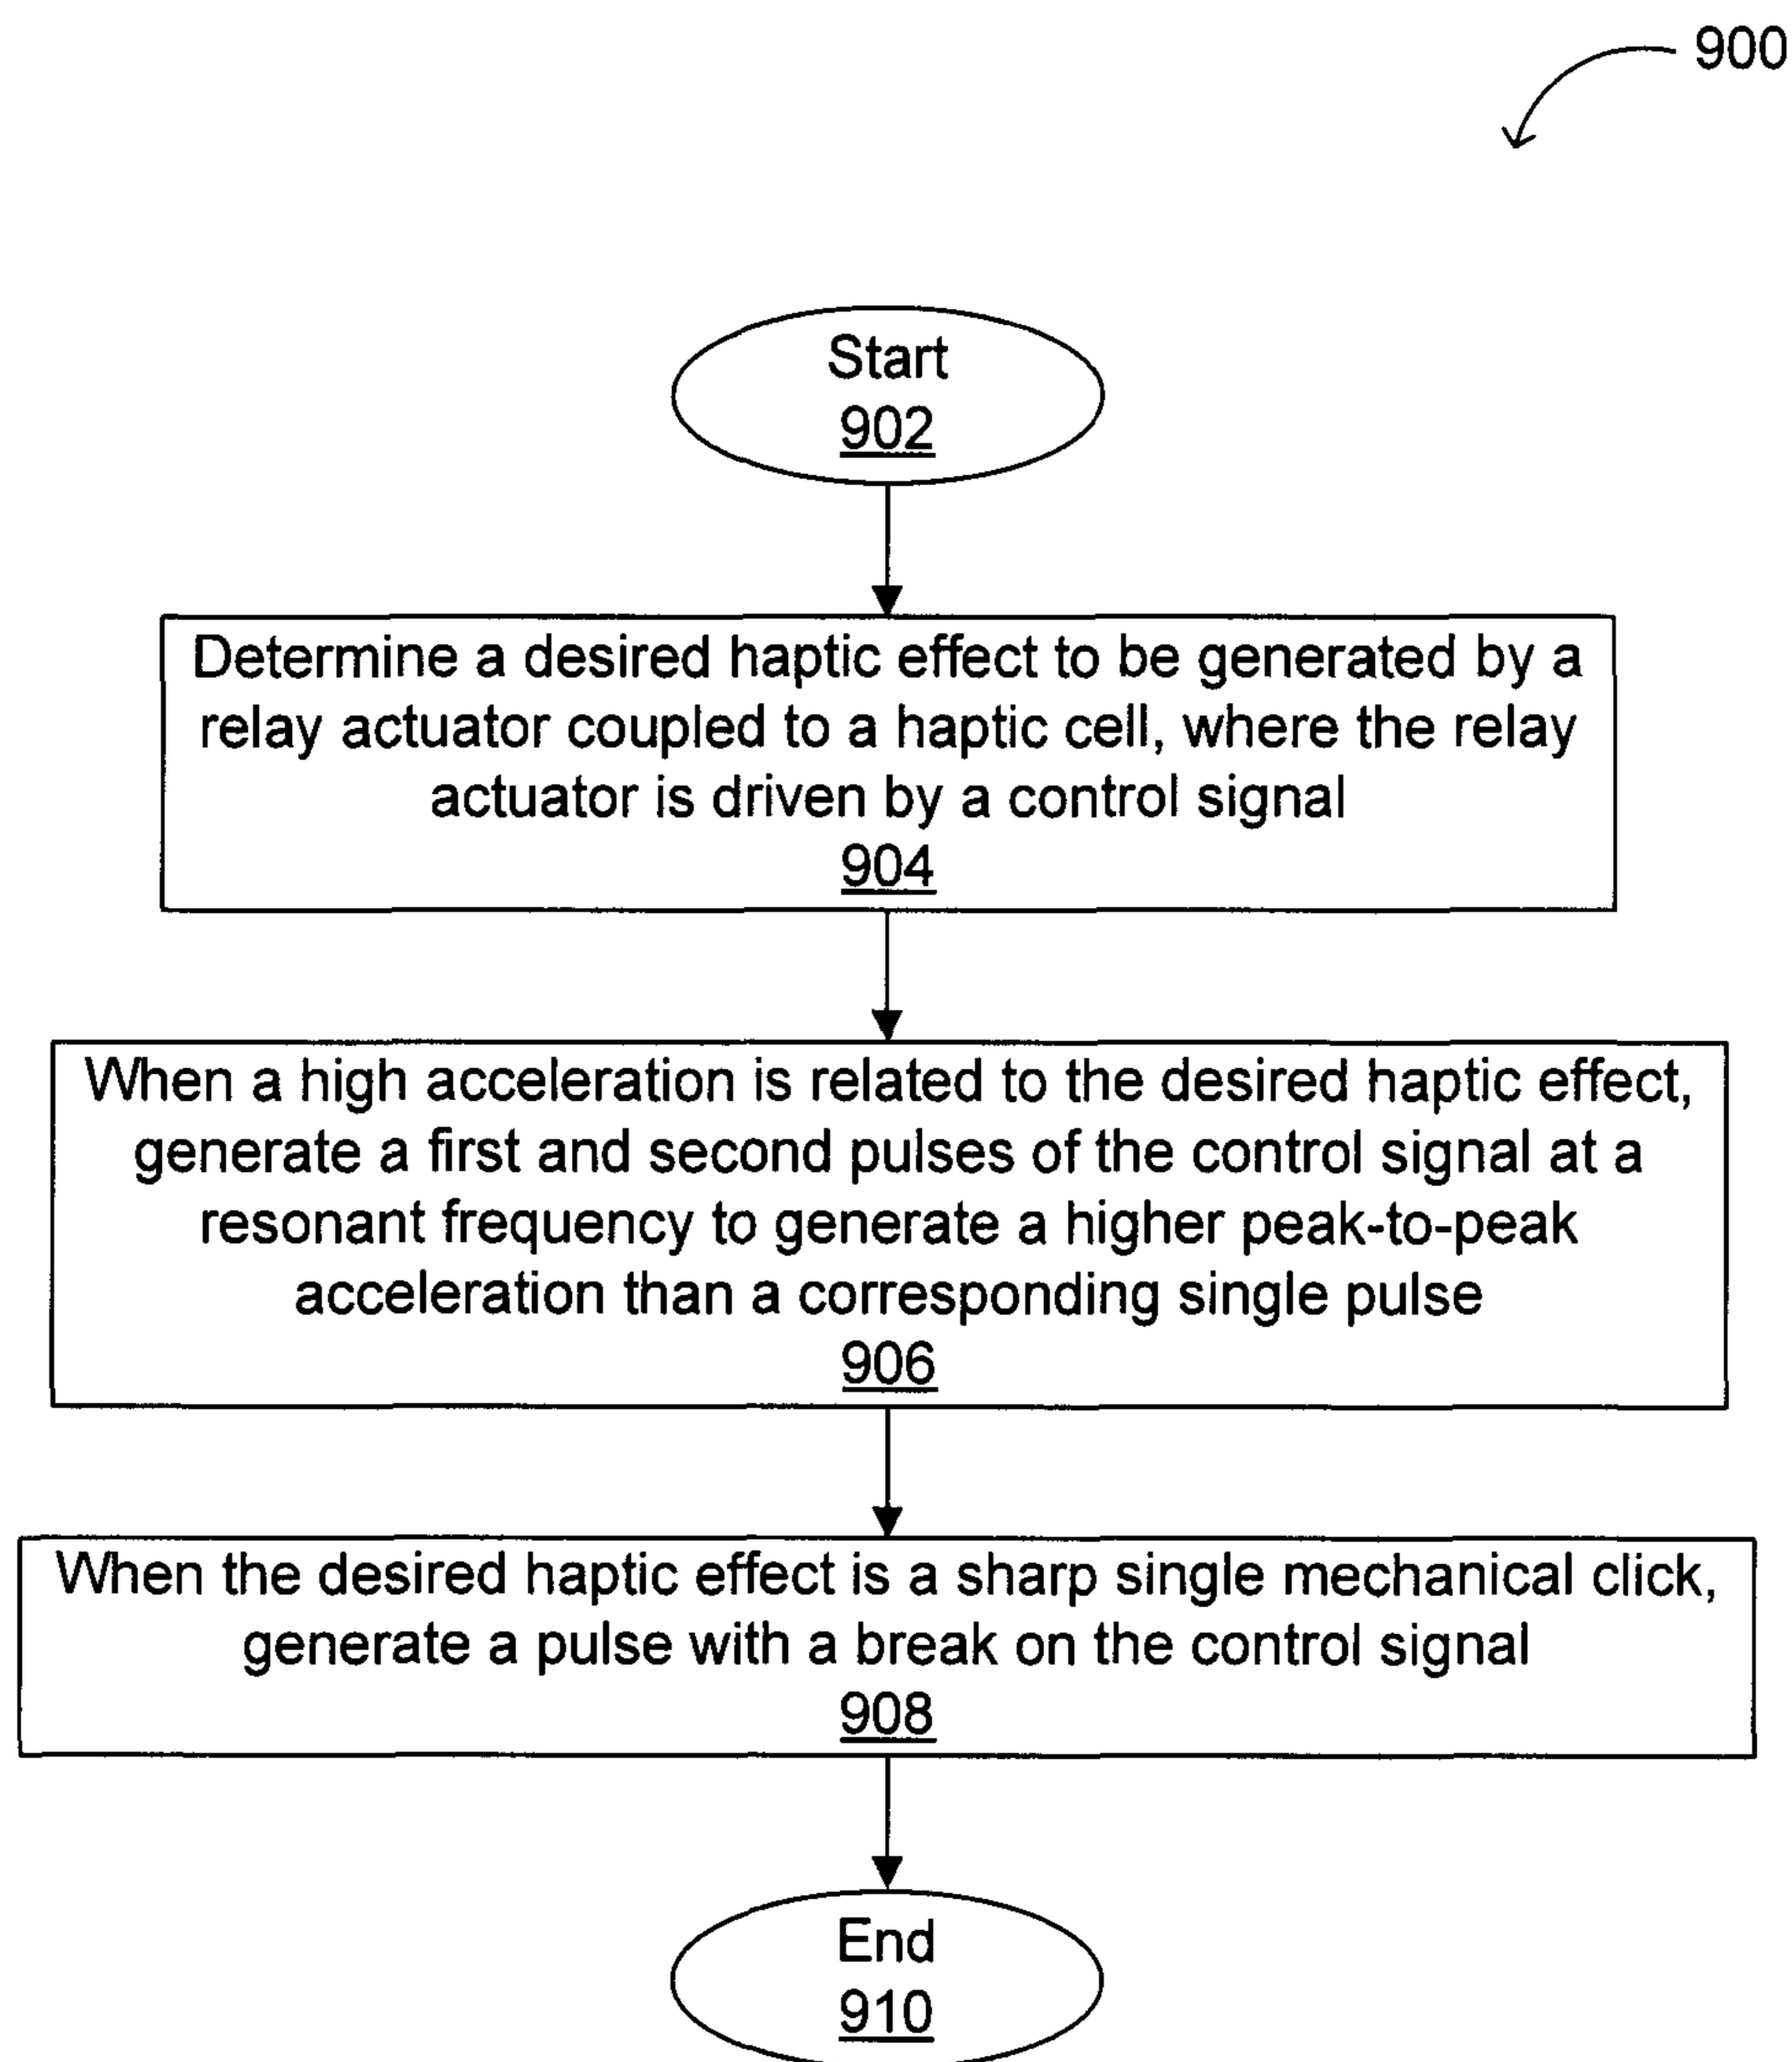 900
Start
902
Determine a desired haptic effect to be generated by a
relay actuator coupled to a haptic cell, where the relay
actuator is driven by a control signal
904
When a high acceleration is related to the desired haptic effect,
generate a first and second pulses of the control signal at a
resonant frequency to generate a higher peak-to-peak
acceleration than a corresponding single pulse
906
When the desired haptic effect is a sharp single mechanical click,
generate a pulse with a break on the control signal
908
End
910